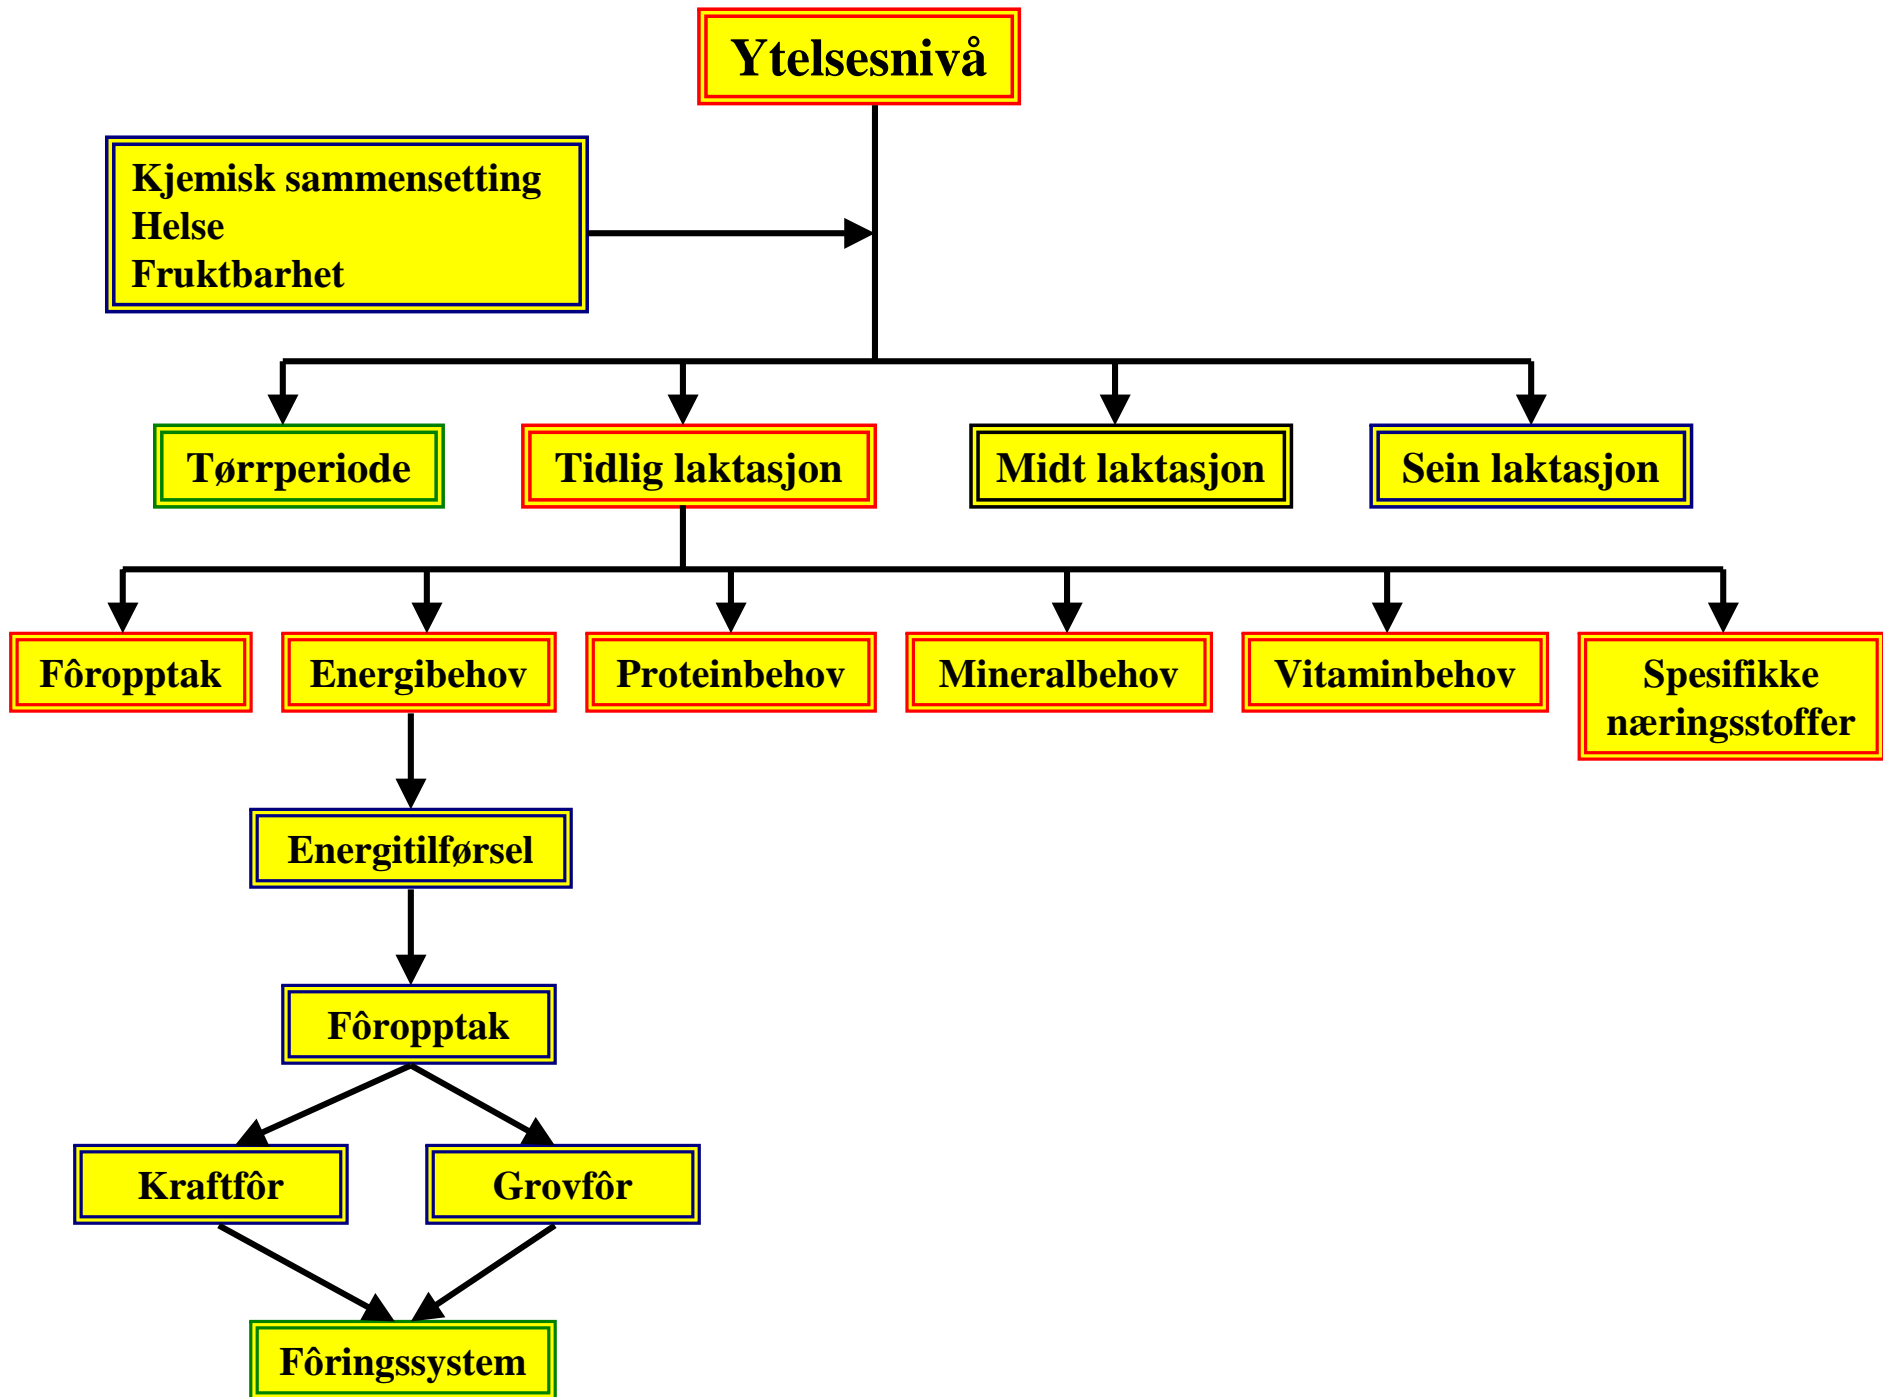 Ytelsesnivå
Kjemisk sammensetting
Helse
Fruktbarhet
Tørrperiode
Tidlig laktasjon
Midt laktasjon
Sein laktasjon
Fôropptak
Energibehov
Proteinbehov
Mineralbehov
Vitaminbehov
Spesifikke
næringsstoffer
Energitilførsel
Fôropptak
Kraftfôr
Grovfôr
Fôringssystem